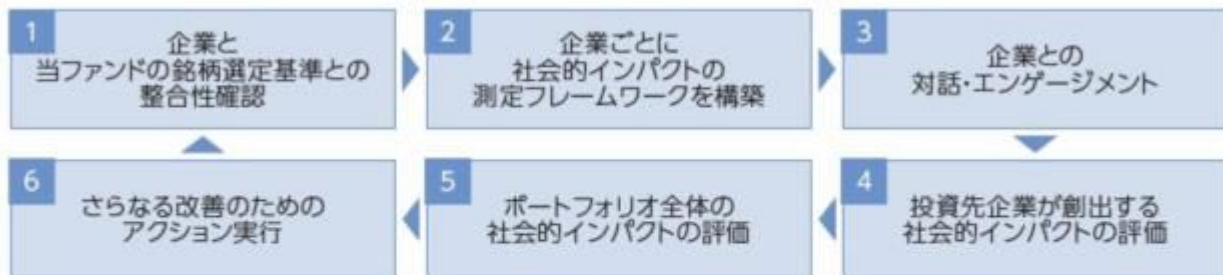 1
企業と
当ファンドの銘柄選定基準との
整合性確認
2
企業ごとに
社会的インパクトの
測定フレームワークを構築
3
企業との
対話・エンゲージメント
4
投資先企業が創出する
社会的インパクトの評価
5
ポートフォリオ全体の
社会的インパクトの評価
6
さらなる改善のための
アクション実行